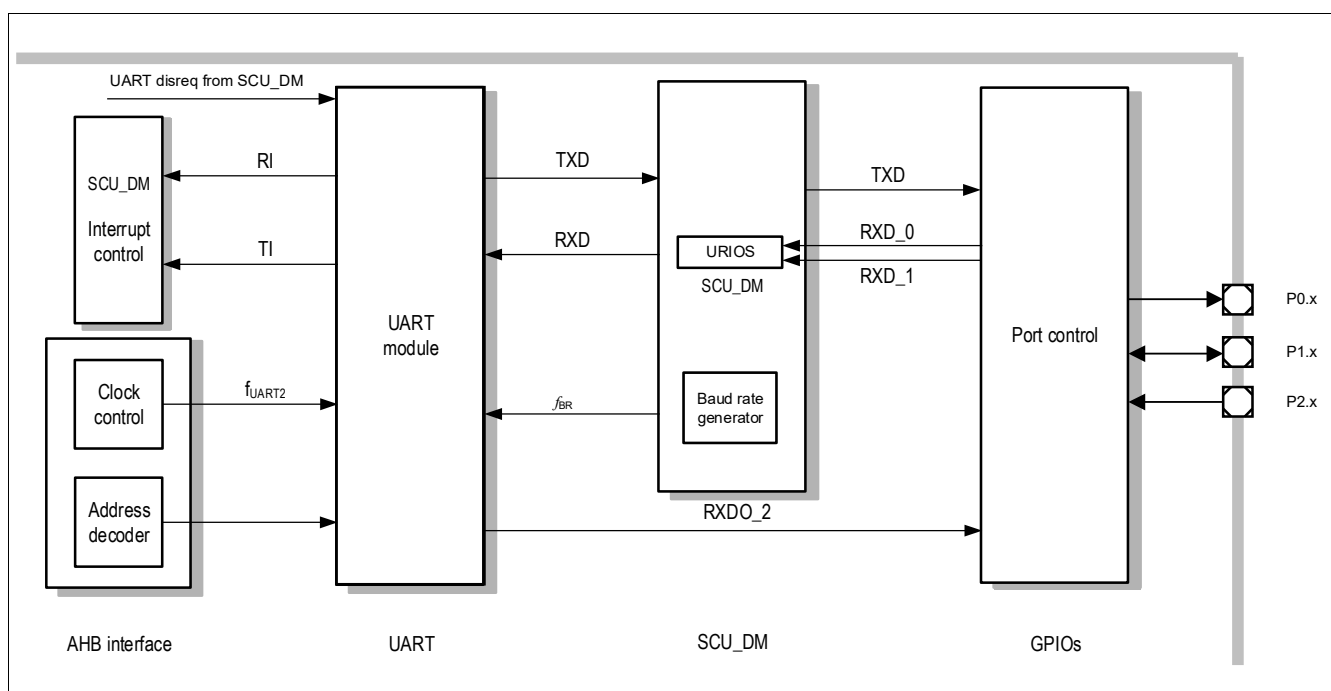 UART disreq from SCU_DM
SCU_DM
Interrupt
control
RI
TI
Clock
control
Address
decoder
fUART2
UART
module
TXD
RXD
fBR
RXDO_2
URIOS
SCU_DM
Baud rate
generator
TXD
RXD_0
RXD_1
Port control
P0.x
P1.x
P2.x
AHB interface
UART
SCU_DM
GPIOs